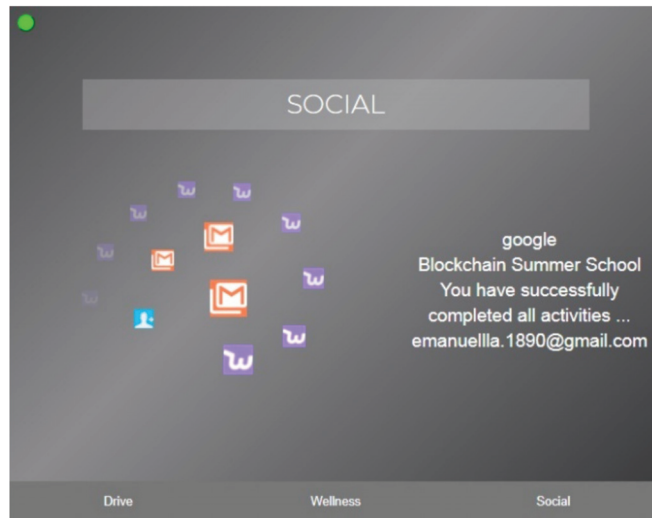 SOCIAL
google
Blockchain Summer School
You have successfully
completed all activities ...
emanuellla.1890@gmail.com
Drive
Wellness
Social